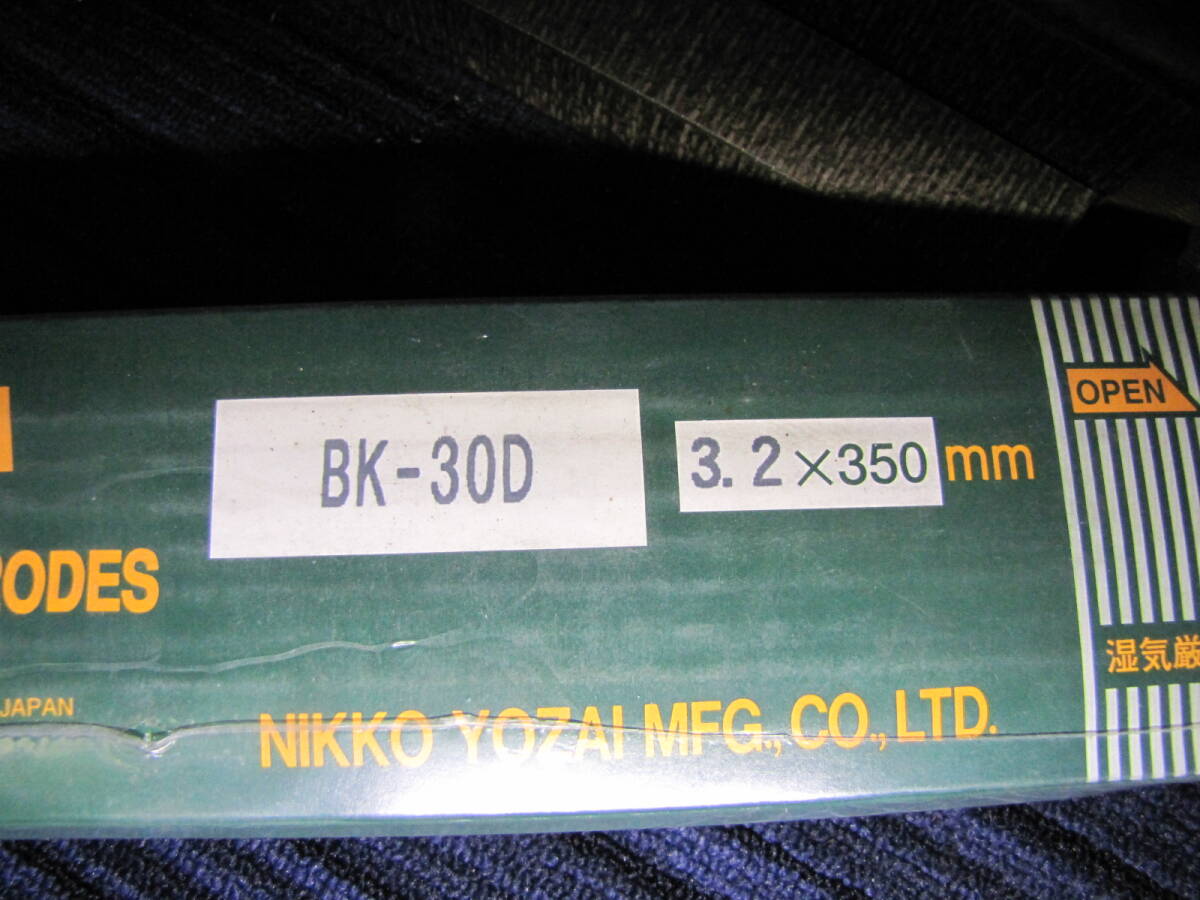 BK-30D
3.2×350 mm
OPEN
RODES
湿気厳
JAPAN
NIKKO YOZAI MFG., CO., LTD.